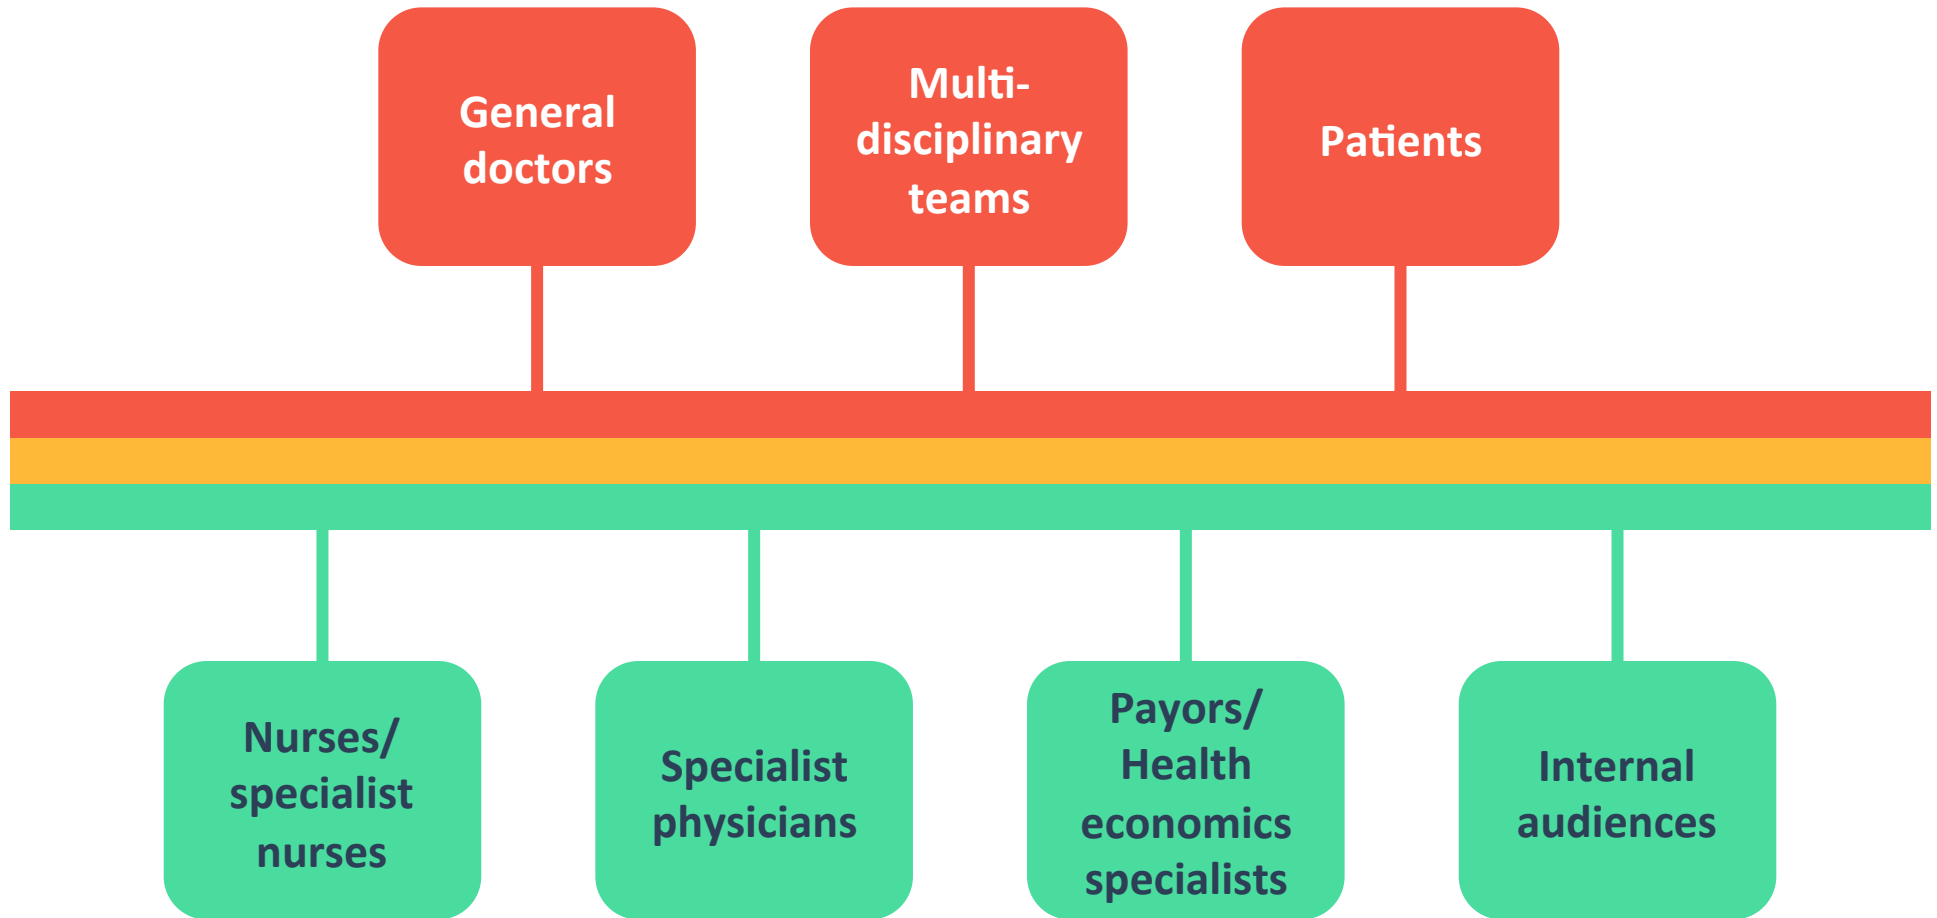 General
doctors
Multi-
disciplinary
teams
Patients
Nurses/
specialist
nurses
Specialist
physicians
Payors/
Health
economics
specialists
Internal
audiences